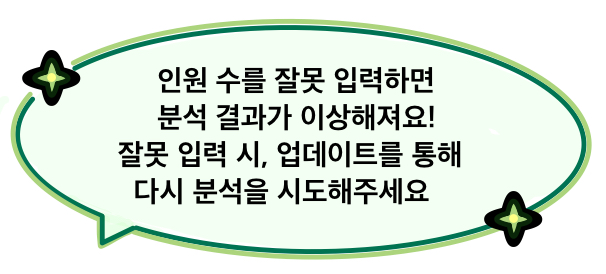 인원 수를 잘못 입력하면
분석 결과가 이상해져요!
잘못 입력 시, 업데이트를 통해
다시 분석을 시도해주세요